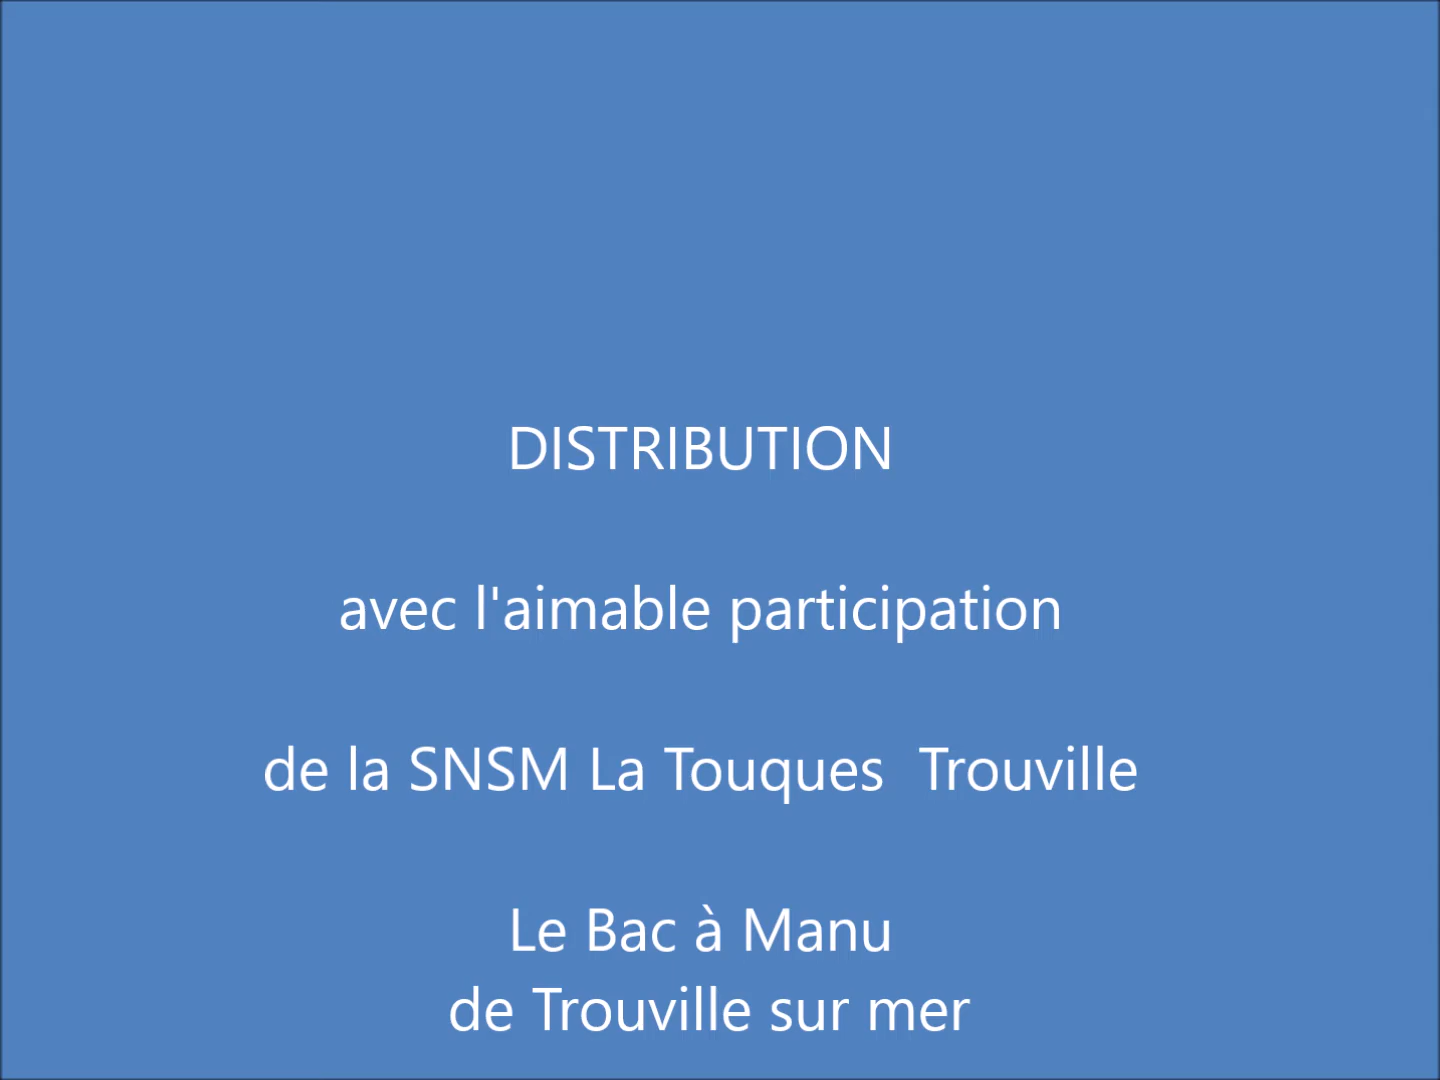 DISTRIBUTION
avec l'aimable participation
de la SNSM La Touques  Trouville
Le Bac à Manu
de Trouville sur mer